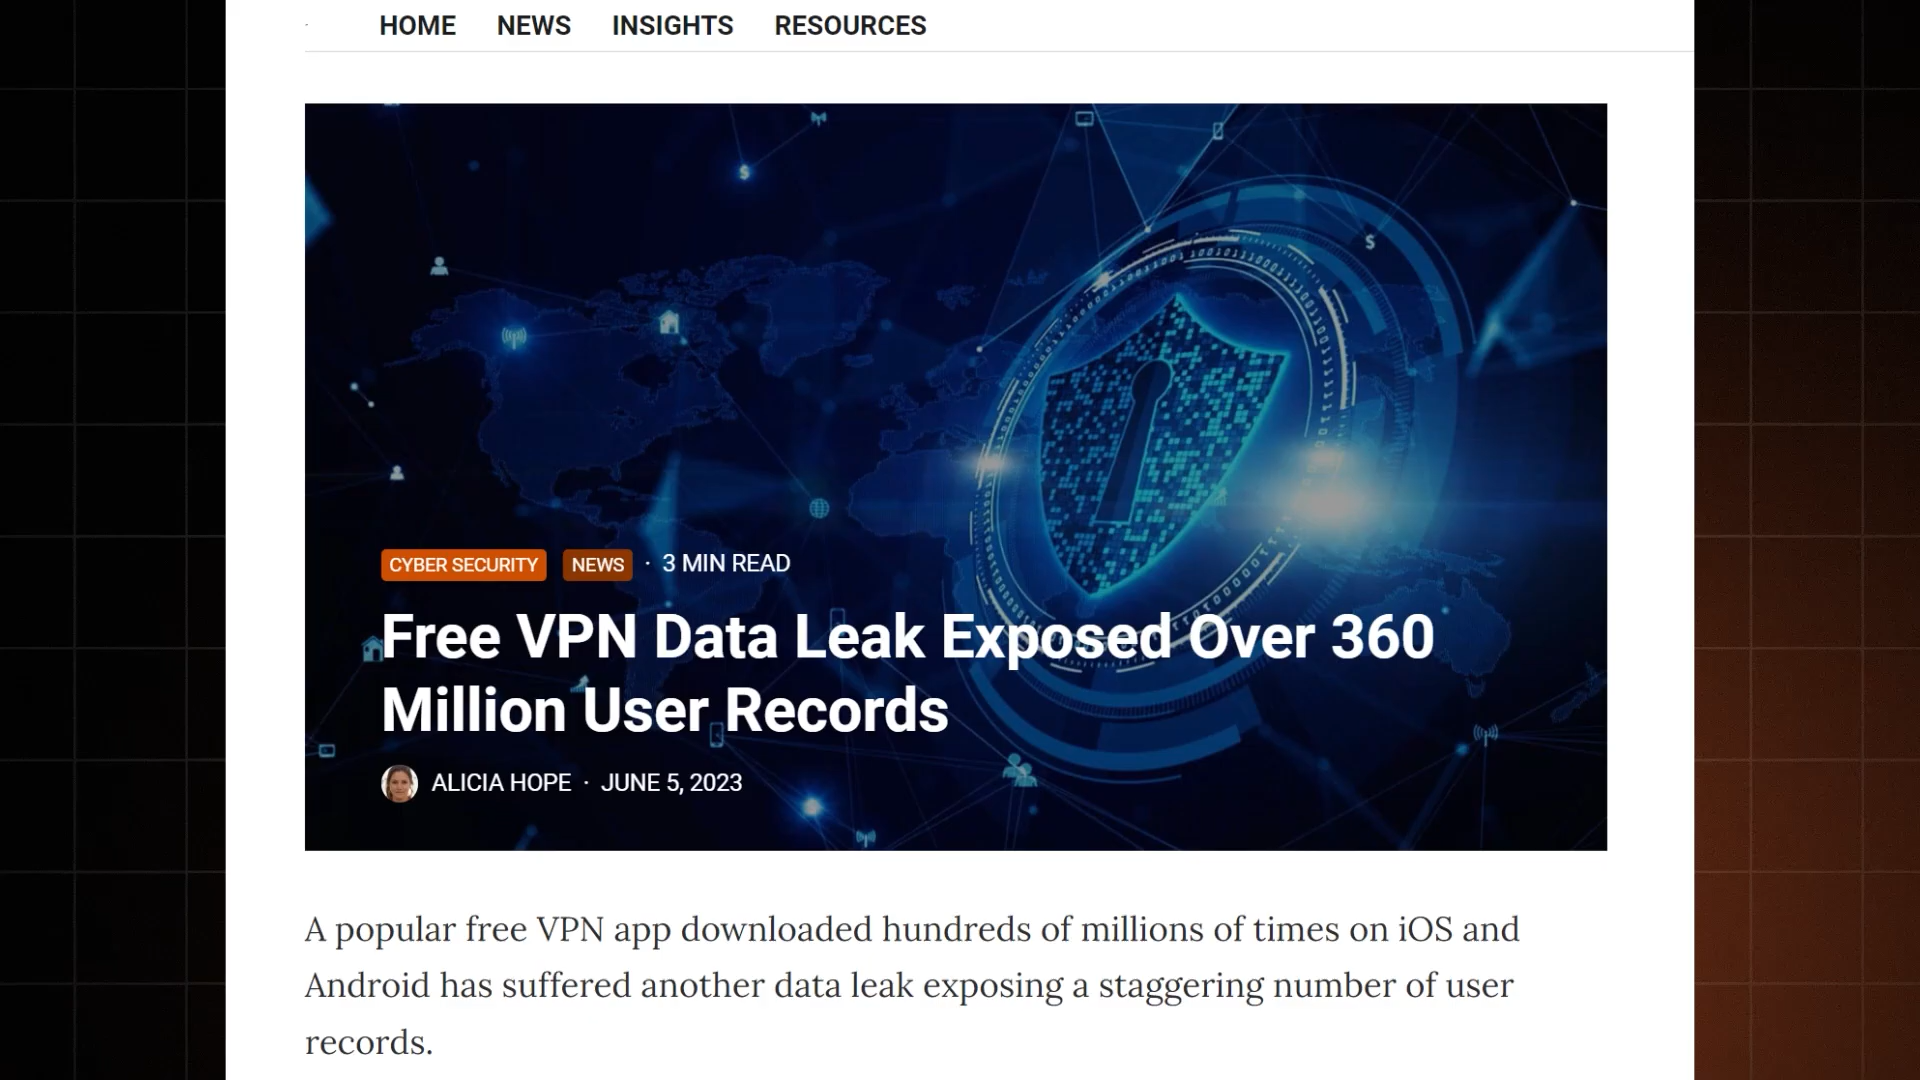 HOME NEWS INSIGHTS RESOURCES
CYBER SECURITY NEWS · 3 MIN READ
Free VPN Data Leak Exposed Over 360
Million User Records
ALICIA HOPE · JUNE 5, 2023
A popular free VPN app downloaded hundreds of millions of times on iOS and
Android has suffered another data leak exposing a staggering number of user
records.